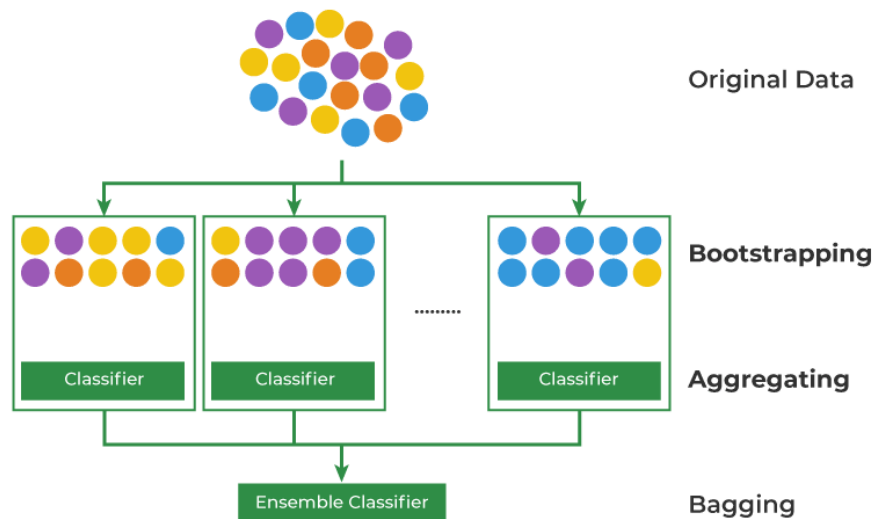 Original Data
Bootstrapping
.........
Classifier
Classifier
Classifier
Aggregating
Ensemble Classifier
Bagging